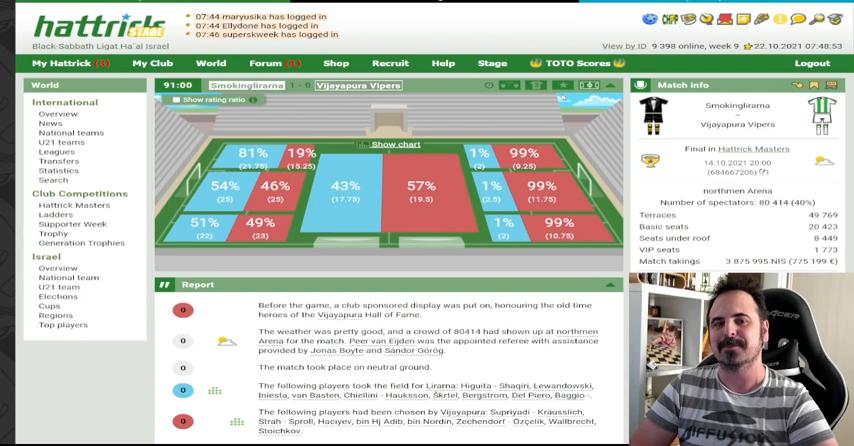 hattrick
STAGE
07:44 maryusika has logged in
07:44 Ellydone has logged in
07:46 superskweek has logged in
Black-Sabbath Ligat Ha`al Israel
CHPP
View by ID 9 398 online, week 9 22.10.2021 07:48:53
My Hattrick (8) My Club World Forum (1) Shop Recruit Help Stage TOTO Scores Logout
World
International
Overview
News
National teams
U21 teams
Leagues
Transfers
Statistics
Search
Club Competitions
Hattrick Masters
Ladders
Supporter Week
Trophy
Generation Trophies
Israel
Overview
National team
U21 team
Elections
Cups
Regions
Top players
91:00 Smokinglirarna 1 - 0 Vijayapura Vipers
Show rating ratio
Show chart
81% 19% 1% 99%
(21.75) (15.25) (2) (9.25)
54% 46% 43% 57% 1% 99%
(25) (25) (17.75) (19.5) (2.5) (11.75)
51% 49% 1% 99%
(22) (23) (2) (10.75)
Report
0 Before the game, a club-sponsored display was put on, honouring the old-time
heroes of the Vijayapura Hall of Fame.
0 The weather was pretty good, and a crowd of 80414 had shown up at northmen
Arena for the match. Peer van Eijden was the appointed referee with assistance
provided by Jonas Boyte and Sándor Görög.
0 The match took place on neutral ground.
0 The following players took the field for Lirarna: Higuita - Shaqiri, Lewandowski,
Iniesta, van Basten, Chiellini - Hauksson, Škrtel, Bergstrom, Del Piero, Baggio -.
0 The following players had been chosen by Vijayapura: Supriyadi - Kräusslich,
Strah - Sproll, Hacıyev, bin Hj Adib, bin Nordin, Zechendorf - Özçelik, Wallbrecht,
Stoichkov.
Match info
Smokinglirarna
–
Vijayapura Vipers
Final in Hattrick Masters
14.10.2021 20:00
(684667206)
northmen Arena
Number of spectators: 80 414 (40%)
Terraces 49 769
Basic seats 20 423
Seats under roof 8 449
VIP seats 1 773
Match takings 3 875 995 NIS (775 199 €)
ACER